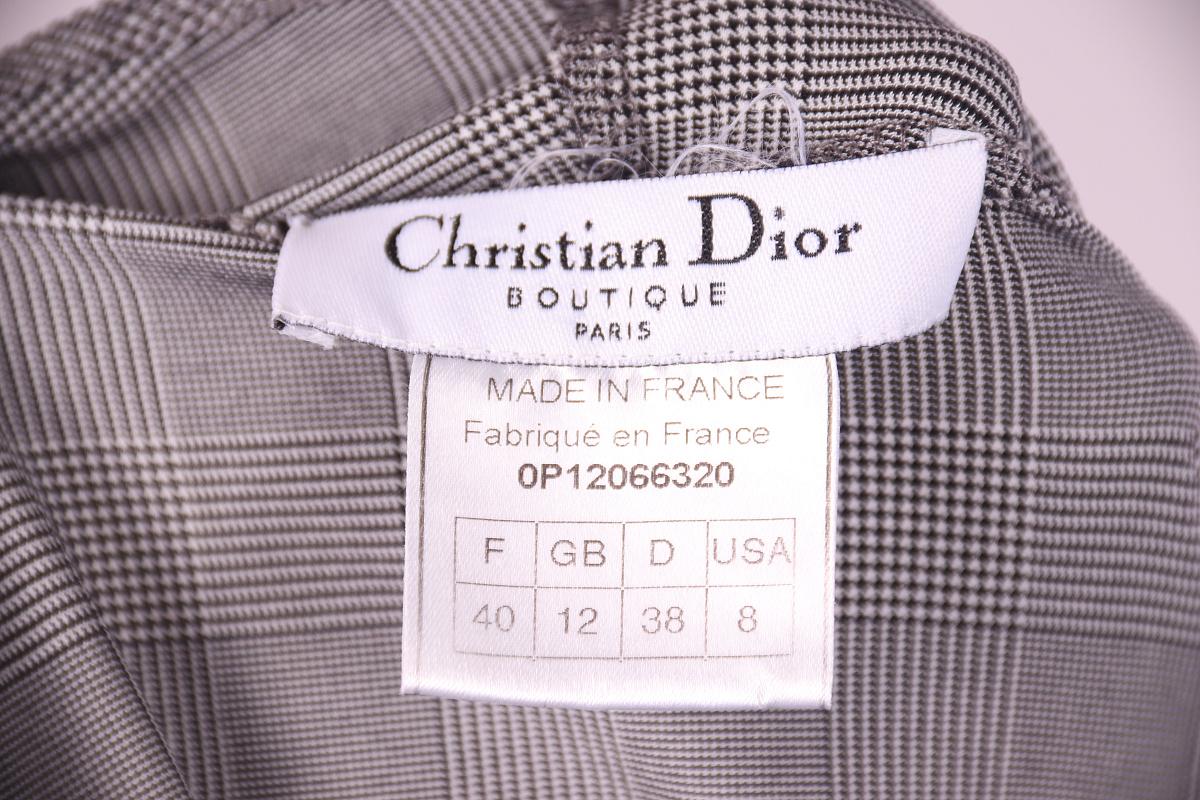 Christian Dior
BOUTIQUE
PARIS
MADE IN FRANCE
Fabriqué en France
0P12066320
F GB D USA
40 12 38 8